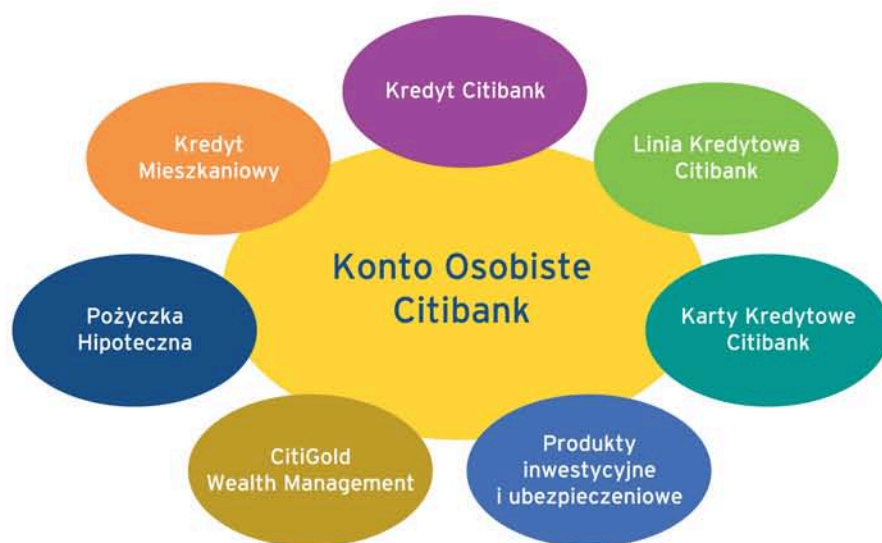 Kredyt Citibank
Kredyt
Mieszkaniowy
Linia Kredytowa
Citibank
Konto Osobiste
Citibank
Pożyczka
Hipoteczna
Karty Kredytowe
Citibank
CitiGold
Wealth Management
Produkty
inwestycyjne
i ubezpieczeniowe